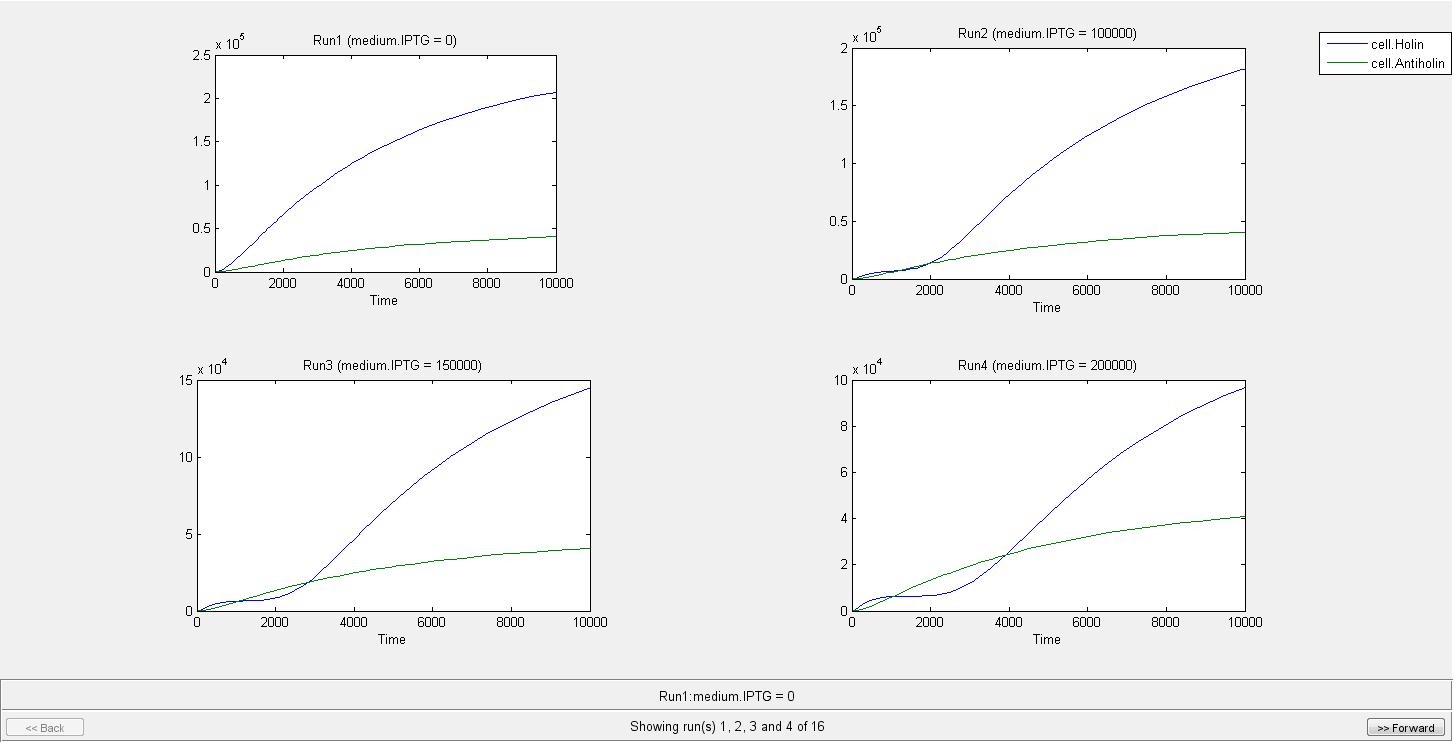 Run1 (medium.IPTG = 0)
x 10^5
2.5
2
1.5
1
0.5
0
0 2000 4000 6000 8000 10000
Time
Run2 (medium.IPTG = 100000)
x 10^5
2
1.5
1
0.5
0
0 2000 4000 6000 8000 10000
Time
cell.Holin
cell.Antiholin
Run3 (medium.IPTG = 150000)
x 10^4
15
10
5
0
0 2000 4000 6000 8000 10000
Time
Run4 (medium.IPTG = 200000)
x 10^4
10
8
6
4
2
0
0 2000 4000 6000 8000 10000
Time
Run1:medium.IPTG = 0
<< Back
Showing run(s) 1, 2, 3 and 4 of 16
>> Forward